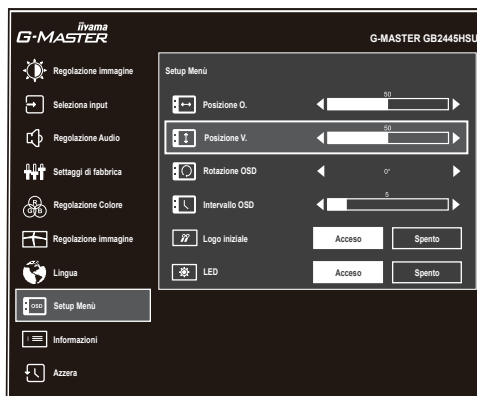 iiyama
G-MASTER
G-MASTER GB2445HSU
Regolazione immagine
Seleziona input
Regolazione Audio
Settaggi di fabbrica
R
G B
Regolazione Colore
Regolazione immagine
Lingua
OSD
Setup Menù
Informazioni
Azzera
Setup Menù
Posizione O.
50
Posizione V.
50
Rotazione OSD
0°
Intervallo OSD
5
Logo iniziale
Acceso
Spento
LED
Acceso
Spento